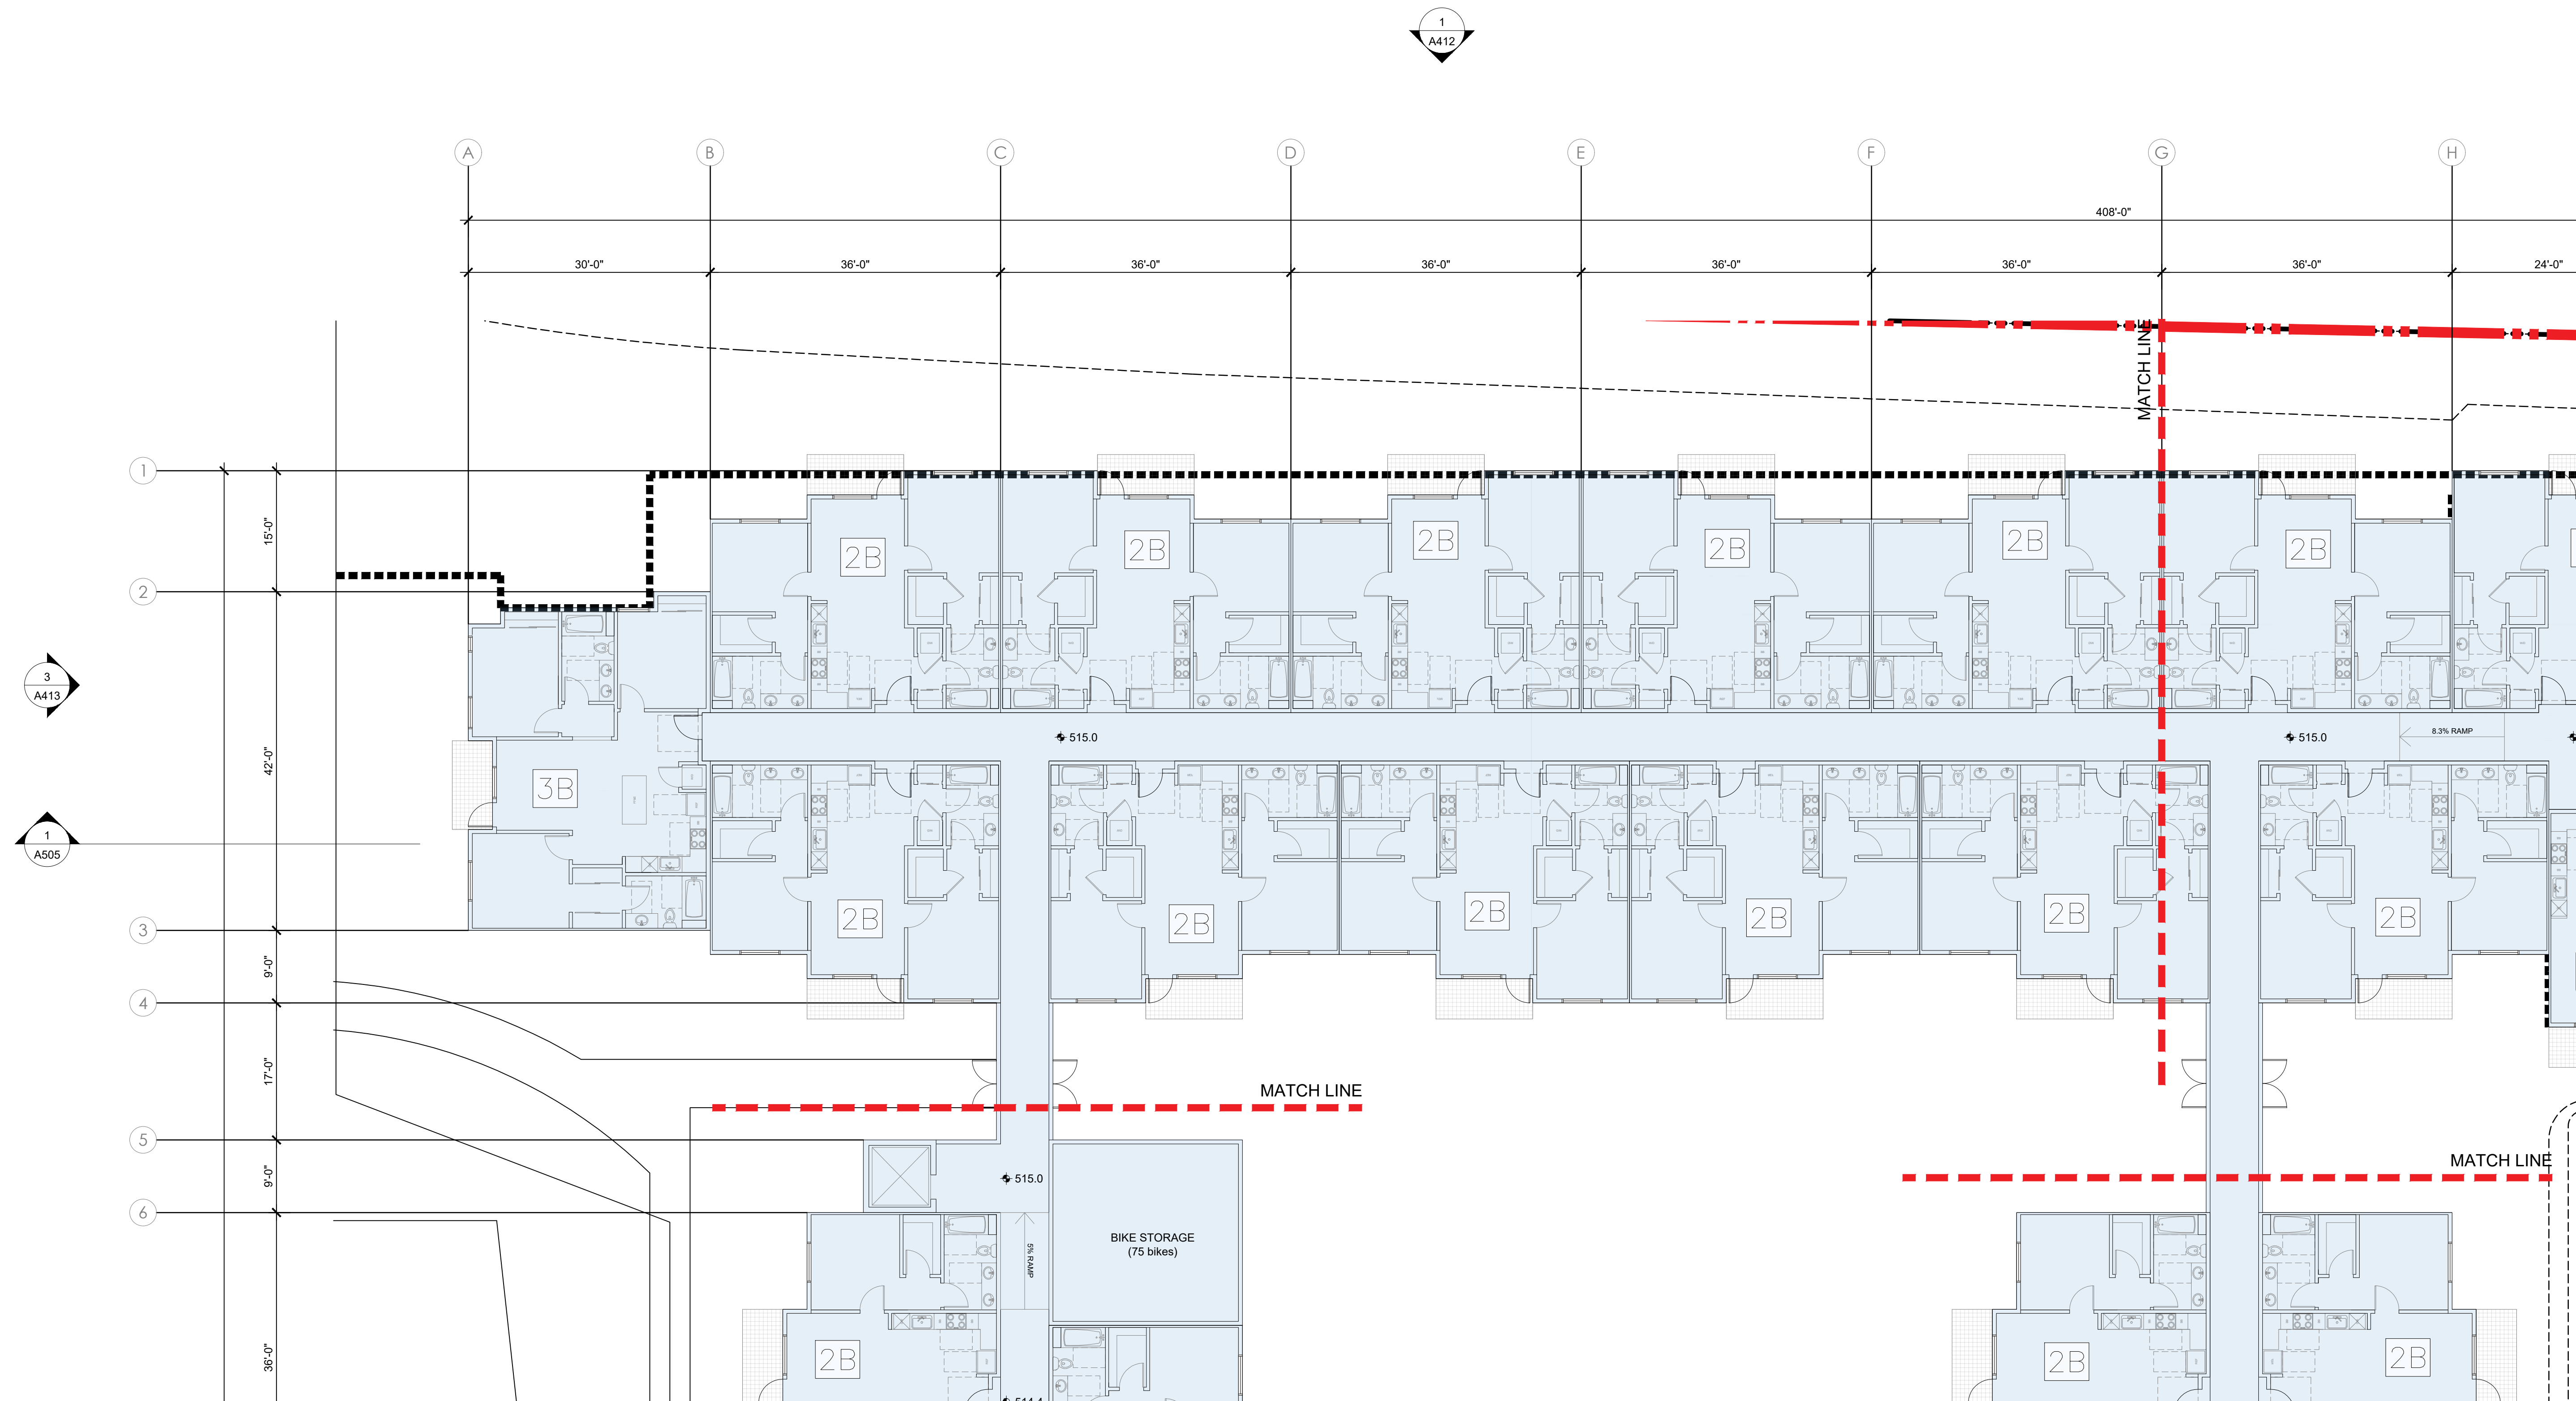 1
A412
A
B
C
D
E
F
G
H
408'-0"
30'-0"
36'-0"
36'-0"
36'-0"
36'-0"
36'-0"
36'-0"
24'-0"
MATCH LINE
1
15'-0"
2
2B
2B
2B
2B
2B
2B
3
A413
42'-0"
515.0
515.0
8.3% RAMP
3B
1
A505
2B
2B
2B
2B
2B
2B
3
9'-0"
4
17'-0"
MATCH LINE
5
MATCH LINE
9'-0"
515.0
6
BIKE STORAGE
(75 bikes)
5% RAMP
36'-0"
2B
2B
2B